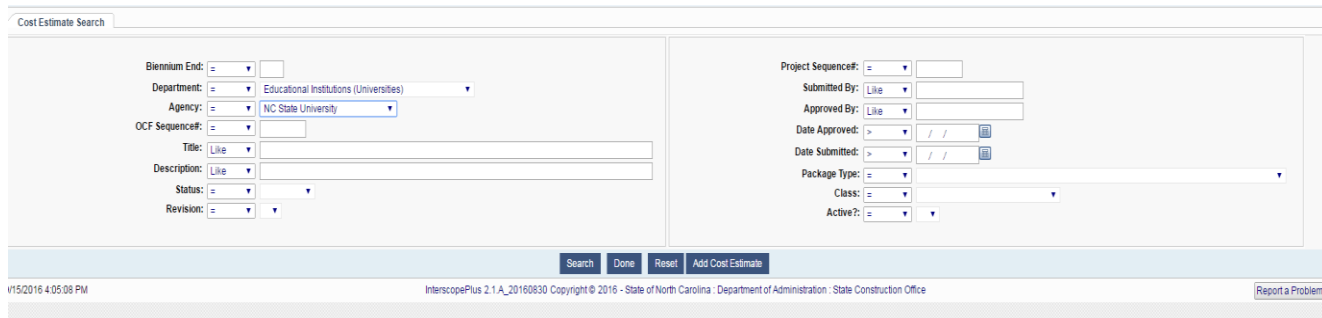 Cost Estimate Search
Biennium End: =
Department: = Educational Institutions (Universities)
Agency: = NC State University
OCF Sequence#: =
Title: Like
Description: Like
Status: =
Revision: =
Project Sequence#: =
Submitted By: Like
Approved By: Like
Date Approved: > / /
Date Submitted: > / /
Package Type: =
Class: =
Active?: =
Search Done Reset Add Cost Estimate
/15/2016 4:05:08 PM InterscopePlus 2.1.A_20160830 Copyright © 2016 - State of North Carolina : Department of Administration : State Construction Office Report a Problem